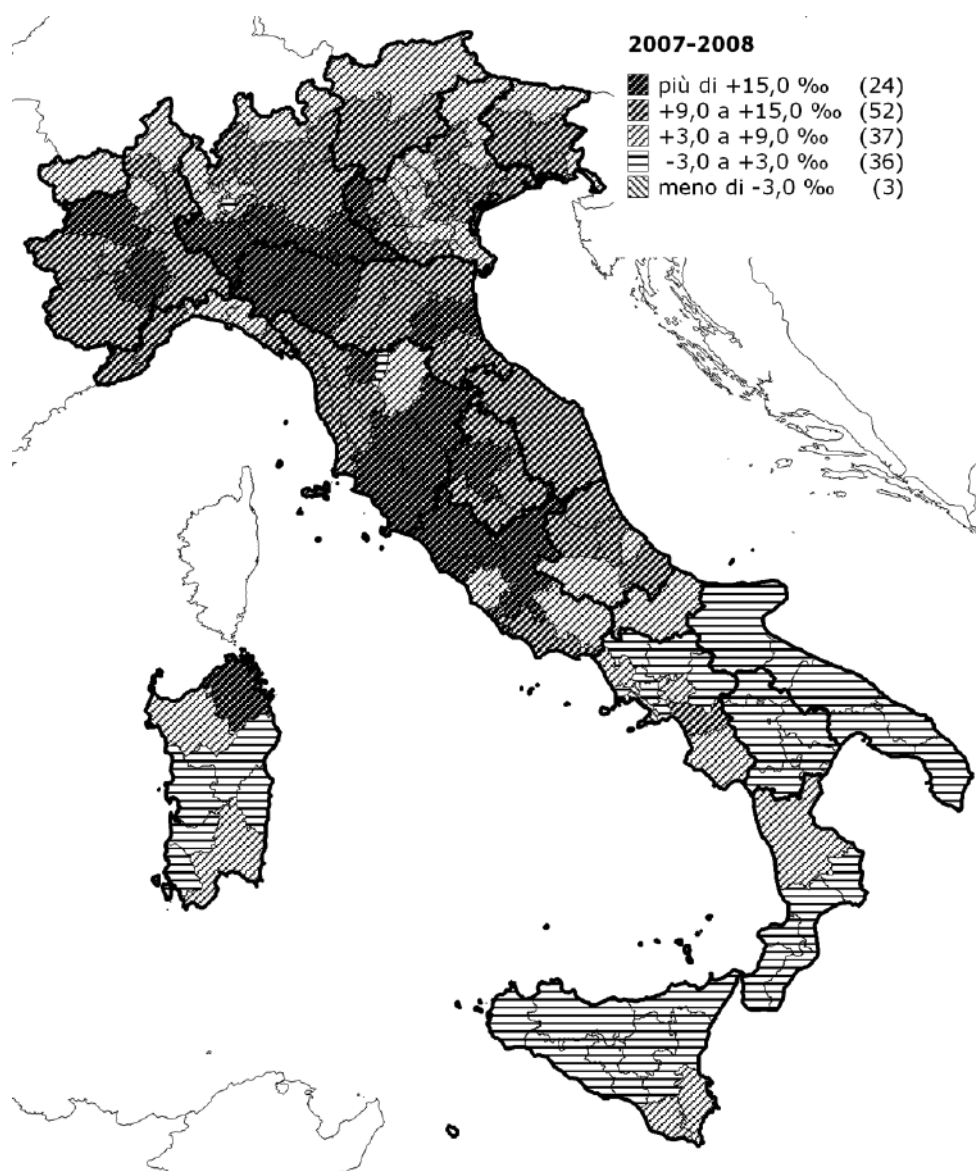 2007-2008
più di +15,0 ‰ (24)
+9,0 a +15,0 ‰ (52)
+3,0 a +9,0 ‰ (37)
-3,0 a +3,0 ‰ (36)
meno di -3,0 ‰ (3)